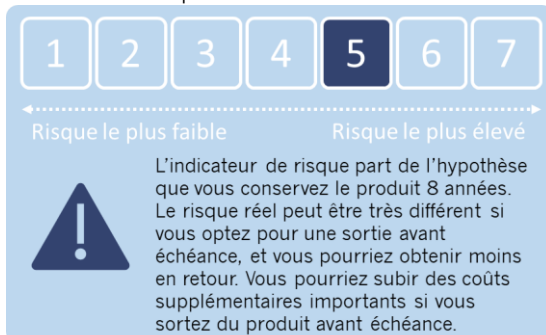 1 2 3 4 5 6 7
Risque le plus faible Risque le plus élevé
L'indicateur de risque part de l'hypothèse
que vous conservez le produit 8 années.
Le risque réel peut être très différent si
vous optez pour une sortie avant
échéance, et vous pourriez obtenir moins
en retour. Vous pourriez subir des coûts
supplémentaires importants si vous
sortez du produit avant échéance.